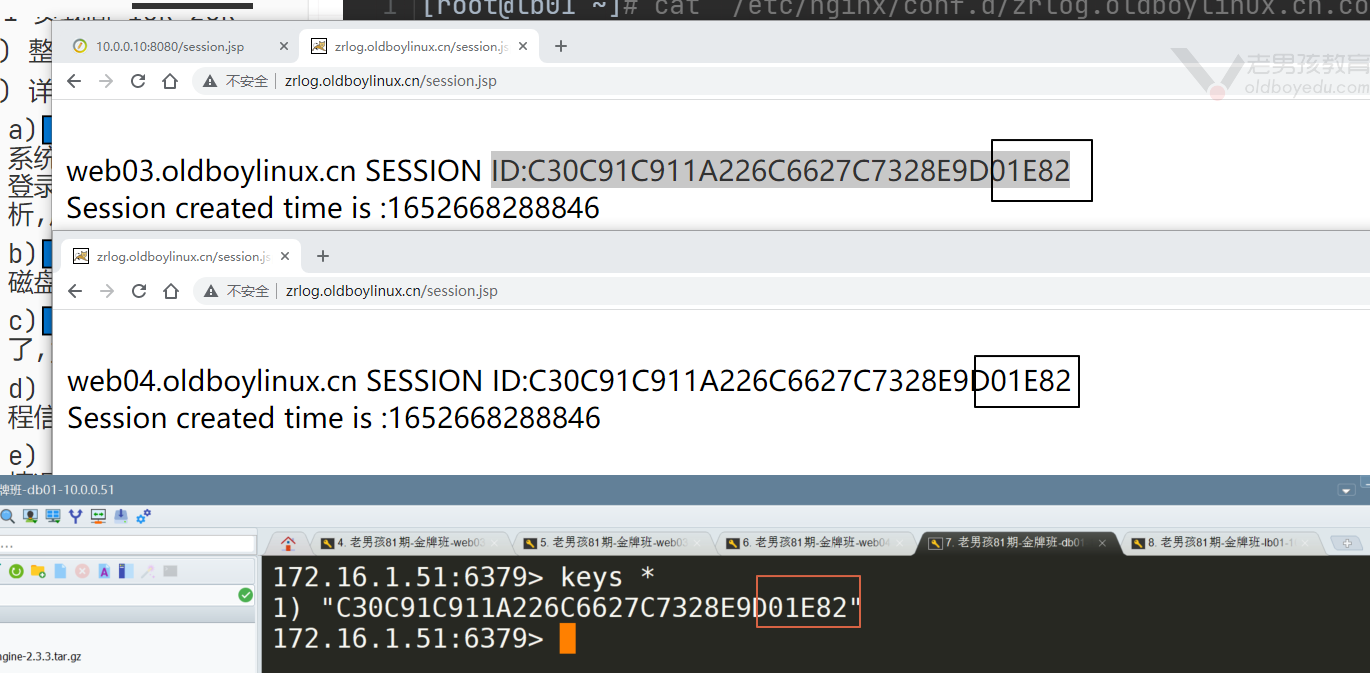 [root@lb01 ~]# cat /etc/nginx/conf.d/zrlog.oldboylinux.cn.co
10.0.0.10:8080/session.jsp
zrlog.oldboylinux.cn/session.js
不安全 zrlog.oldboylinux.cn/session.jsp
老男孩教育
oldboyedu.com
) 整
) 详
a)
系统
登录
析,
b)
磁盘
c)
了,
d)
程信
e)
web03.oldboylinux.cn SESSION ID:C30C91C911A226C6627C7328E9D01E82
Session created time is :1652668288846
zrlog.oldboylinux.cn/session.js
不安全 zrlog.oldboylinux.cn/session.jsp
web04.oldboylinux.cn SESSION ID:C30C91C911A226C6627C7328E9D01E82
Session created time is :1652668288846
牌班-db01-10.0.0.51
4. 老男孩81期-金牌班-web03
5. 老男孩81期-金牌班-web03
6. 老男孩81期-金牌班-web04
7. 老男孩81期-金牌班-db01
8. 老男孩81期-金牌班-lb01-1
172.16.1.51:6379> keys *
1) "C30C91C911A226C6627C7328E9D01E82"
172.16.1.51:6379>
ngine-2.3.3.tar.gz